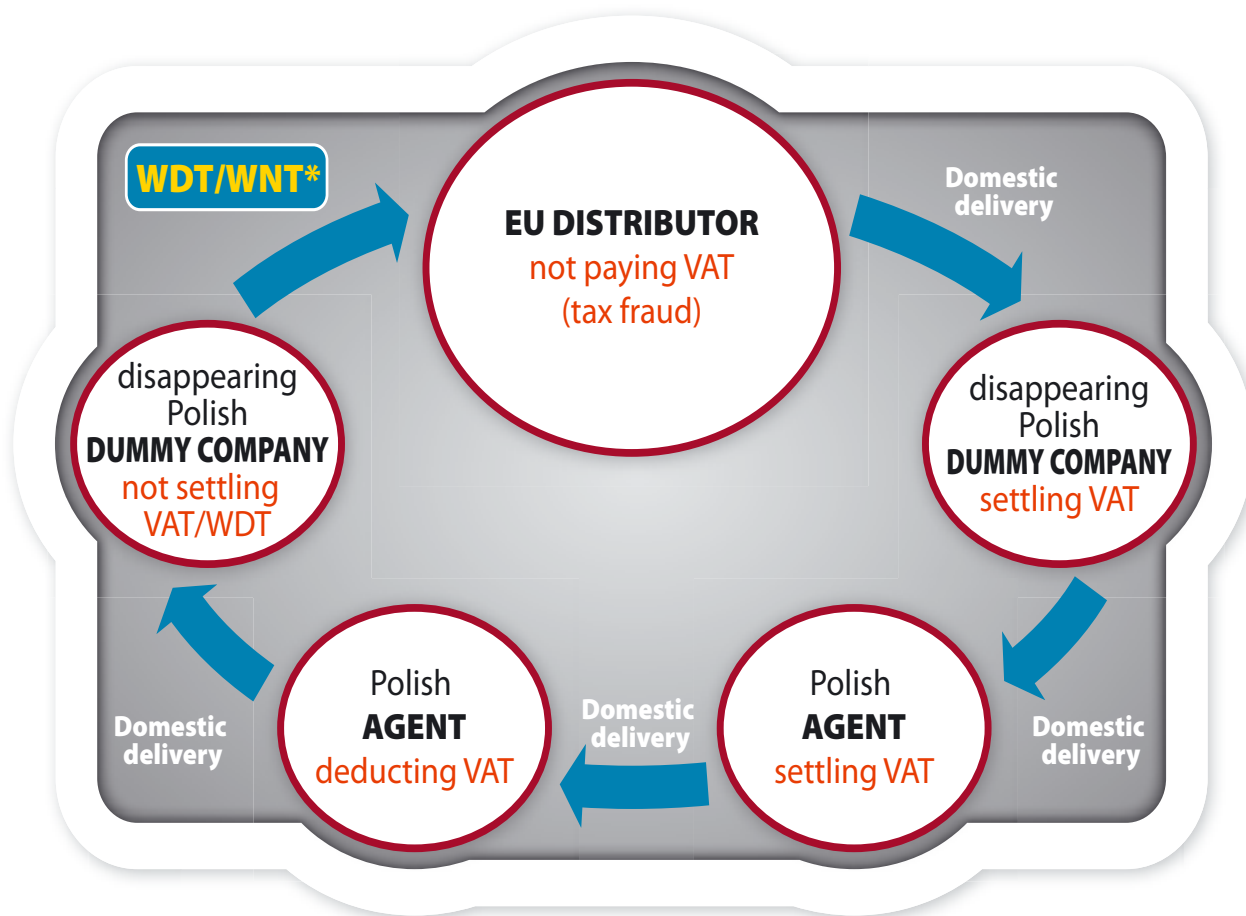 WDT/WNT*
EU DISTRIBUTOR
not paying VAT
(tax fraud)
Domestic
delivery
disappearing
Polish
DUMMY COMPANY
settling VAT
Domestic
delivery
Polish
AGENT
settling VAT
Domestic
delivery
Polish
AGENT
deducting VAT
Domestic
delivery
disappearing
Polish
DUMMY COMPANY
not settling
VAT/WDT